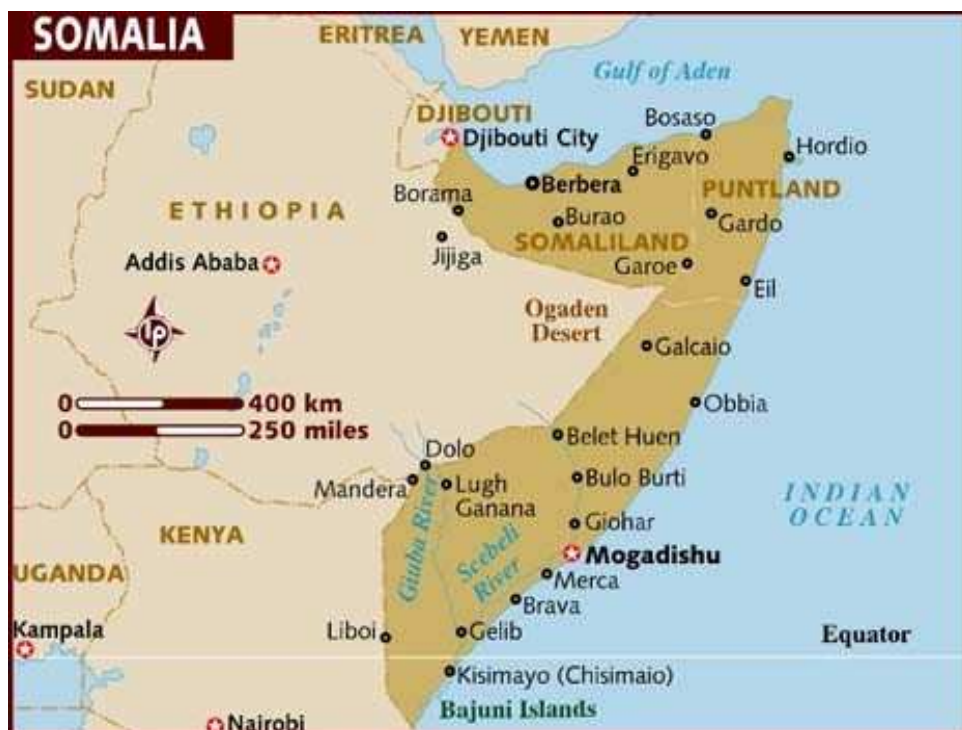 SOMALIA
ERITREA
YEMEN
SUDAN
Gulf of Aden
DJIBOUTI
Djibouti City
Bosaso
Hordio
Erigavo
Berbera
PUNTLAND
Borama
ETHIOPIA
Burao
Gardo
SOMALILAND
Jijiga
Addis Ababa
Garoe
Eil
Ogaden
Desert
lp
Galcaio
0 400 km
0 250 miles
Obbia
Belet Huen
Dolo
Mandera
Lugh
Ganana
Bulo Burti
INDIAN
OCEAN
Giuba River
Giohar
KENYA
Scebeli
River
Mogadishu
UGANDA
Merca
Brava
Kampala
Liboi
Gelib
Equator
Kisimayo (Chisimaio)
Bajuni Islands
Nairobi